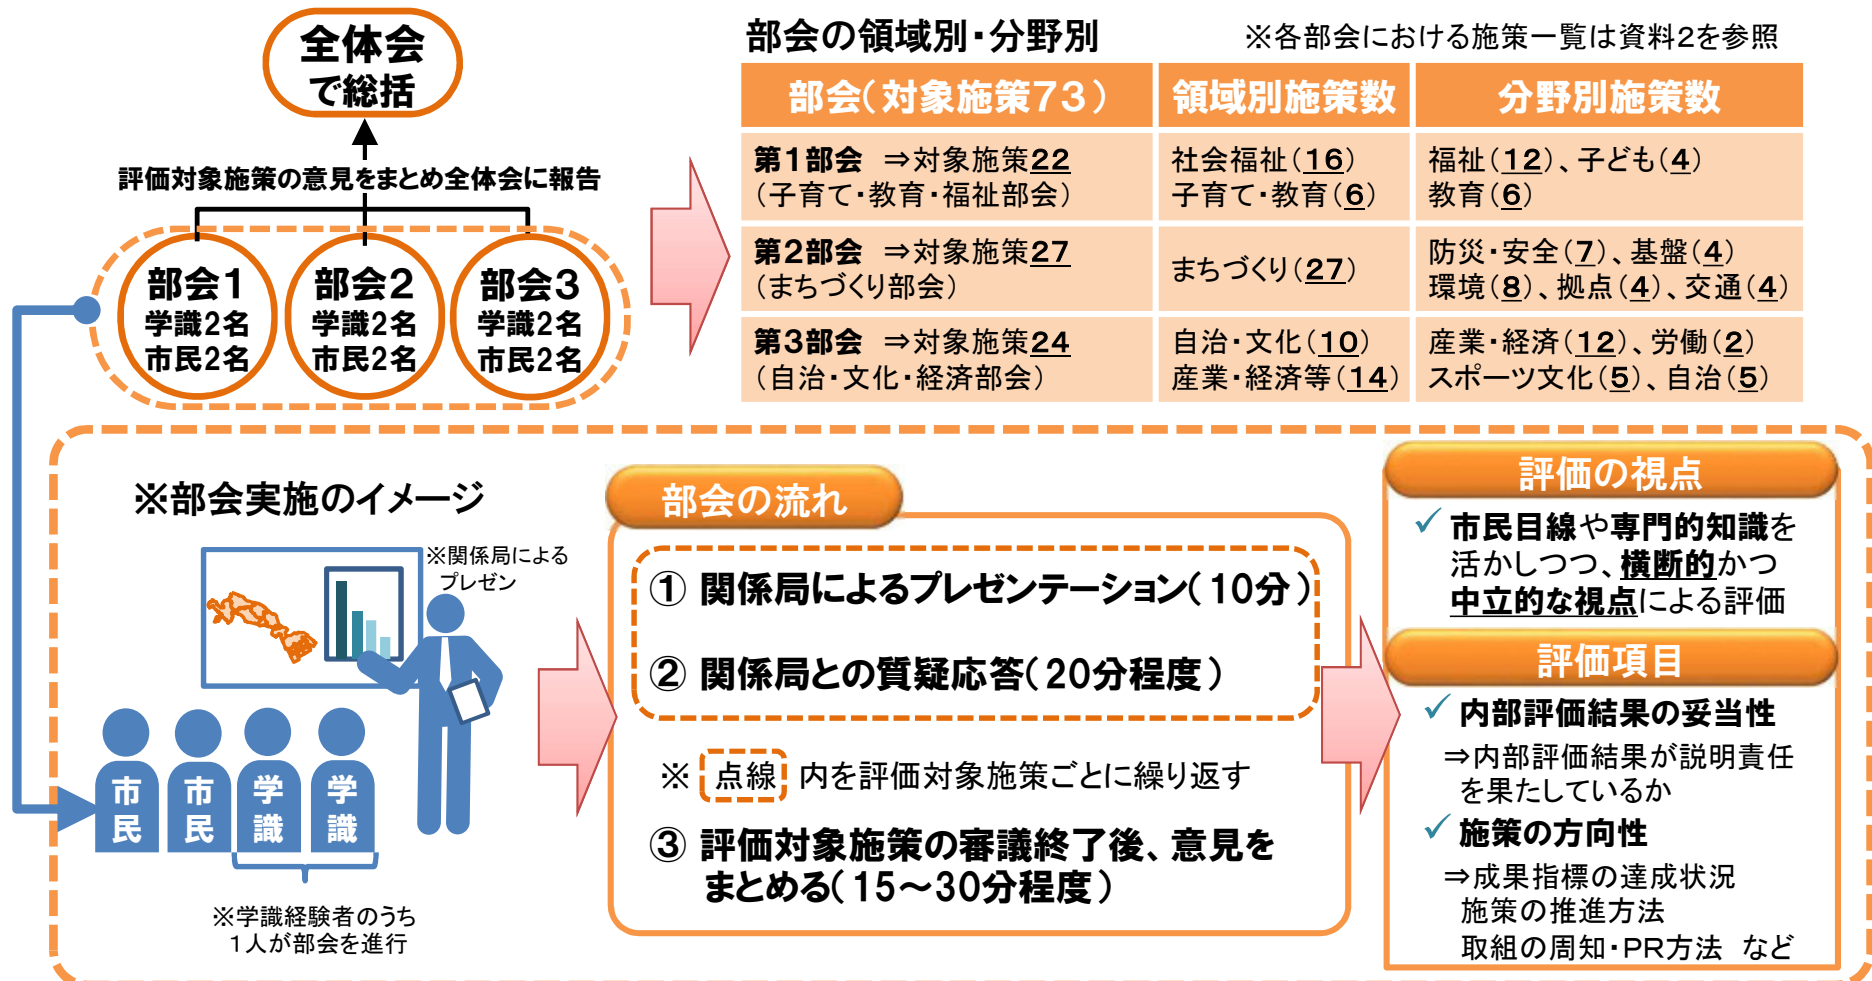 全体会
で総括
評価対象施策の意見をまとめ全体会に報告
部会1
学識2名
市民2名
部会2
学識2名
市民2名
部会3
学識2名
市民2名
部会の領域別・分野別
※各部会における施策一覧は資料2を参照
部会(対象施策73)
領域別施策数
分野別施策数
第1部会 ⇒対象施策22
(子育て・教育・福祉部会)
社会福祉(16)
子育て・教育(6)
福祉(12)、子ども(4)
教育(6)
第2部会 ⇒対象施策27
(まちづくり部会)
まちづくり(27)
防災・安全(7)、基盤(4)
環境(8)、拠点(4)、交通(4)
第3部会 ⇒対象施策24
(自治・文化・経済部会)
自治・文化(10)
産業・経済等(14)
産業・経済(12)、労働(2)
スポーツ文化(5)、自治(5)
※部会実施のイメージ
※関係局による
プレゼン
市民
市民
学識
学識
※学識経験者のうち
1人が部会を進行
部会の流れ
① 関係局によるプレゼンテーション(10分)
② 関係局との質疑応答(20分程度)
※ 点線 内を評価対象施策ごとに繰り返す
③ 評価対象施策の審議終了後、意見を
まとめる(15～30分程度)
評価の視点
✓ 市民目線や専門的知識を
活かしつつ、横断的かつ
中立的な視点による評価
評価項目
✓ 内部評価結果の妥当性
⇒内部評価結果が説明責任
を果たしているか
✓ 施策の方向性
⇒成果指標の達成状況
施策の推進方法
取組の周知・PR方法 など